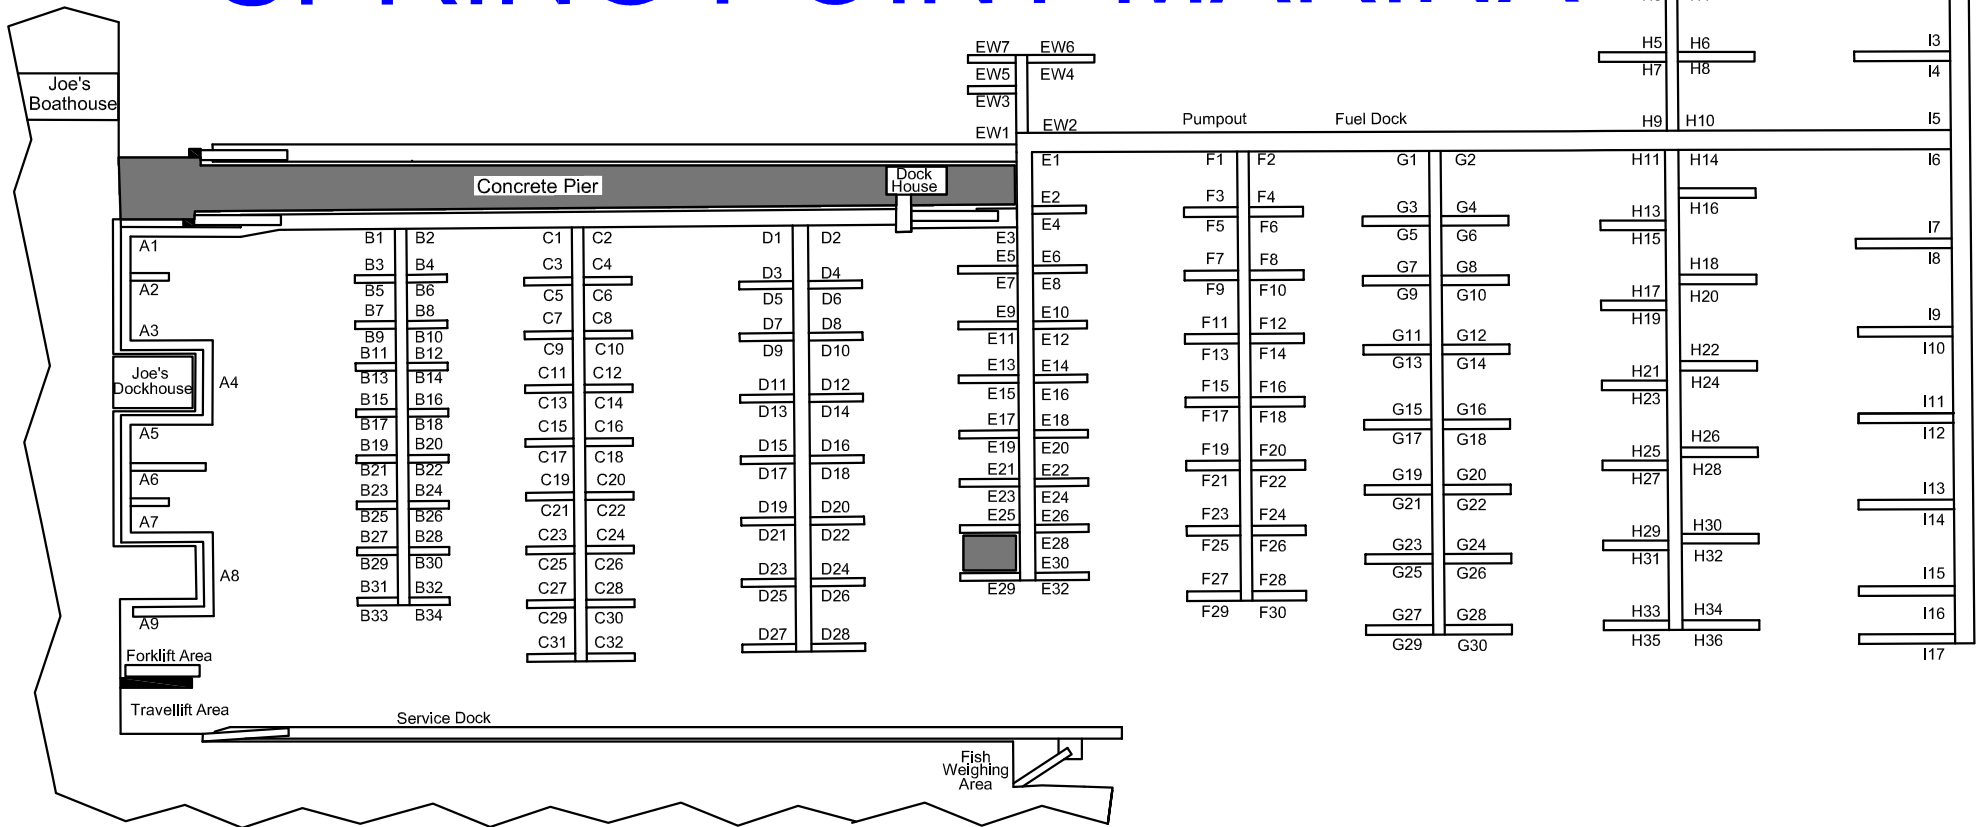 SPRING POINT MARINA
Joe's
Boathouse
EW7 EW6
EW5 EW4
EW3
EW1 EW2
Pumpout
Fuel Dock
H5 H6
H7 H8
H9 H10
I3
I4
I5
Concrete Pier
Dock
House
A1
A2
A3
Joe's
Dockhouse
A4
A5
A6
A7
A8
A9
Forklift Area
Travellift Area
B1 B2
B3 B4
B5 B6
B7 B8
B9 B10
B11 B12
B13 B14
B15 B16
B17 B18
B19 B20
B21 B22
B23 B24
B25 B26
B27 B28
B29 B30
B31 B32
B33 B34
C1 C2
C3 C4
C5 C6
C7 C8
C9 C10
C11 C12
C13 C14
C15 C16
C17 C18
C19 C20
C21 C22
C23 C24
C25 C26
C27 C28
C29 C30
C31 C32
D1 D2
D3 D4
D5 D6
D7 D8
D9 D10
D11 D12
D13 D14
D15 D16
D17 D18
D19 D20
D21 D22
D23 D24
D25 D26
D27 D28
E1
E2
E4
E3
E5 E6
E7 E8
E9 E10
E11 E12
E13 E14
E15 E16
E17 E18
E19 E20
E21 E22
E23 E24
E25 E26
E28
E30
E29 E32
F1 F2
F3 F4
F5 F6
F7 F8
F9 F10
F11 F12
F13 F14
F15 F16
F17 F18
F19 F20
F21 F22
F23 F24
F25 F26
F27 F28
F29 F30
G1 G2
G3 G4
G5 G6
G7 G8
G9 G10
G11 G12
G13 G14
G15 G16
G17 G18
G19 G20
G21 G22
G23 G24
G25 G26
G27 G28
G29 G30
H11 H14
H16
H13
H15
H18
H17 H20
H19
H22
H21 H24
H23
H26
H25 H28
H27
H30
H29
H31 H32
H33 H34
H35 H36
I6
I7
I8
I9
I10
I11
I12
I13
I14
I15
I16
I17
Service Dock
Fish
Weighing
Area